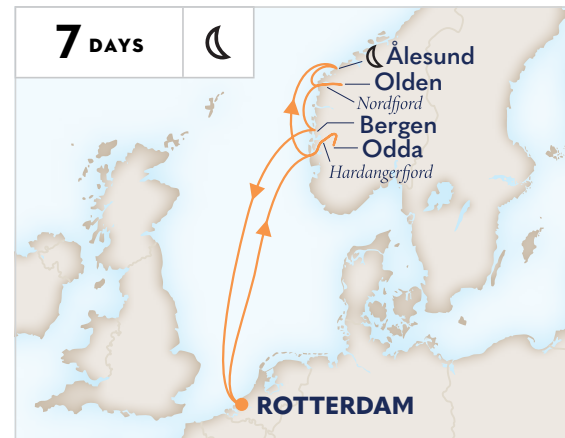 7 DAYS
Ålesund
Olden
Nordfjord
Bergen
Odda
Hardangerfjord
ROTTERDAM